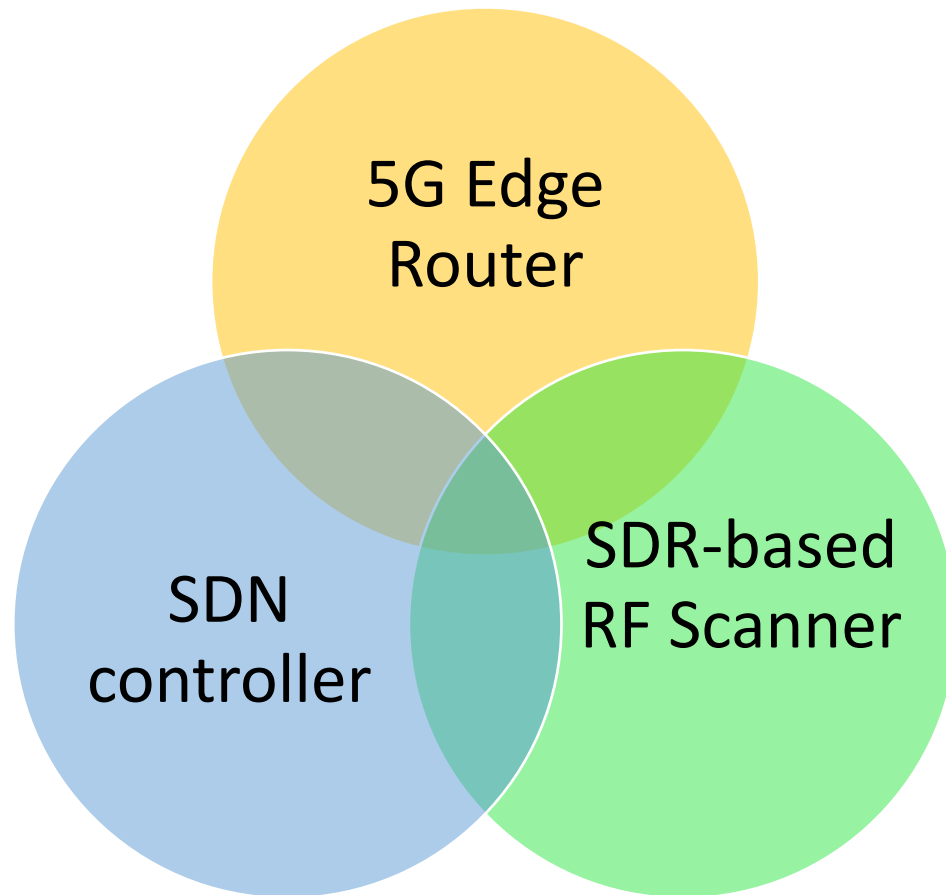 5G Edge
Router
SDN
controller
SDR-based
RF Scanner